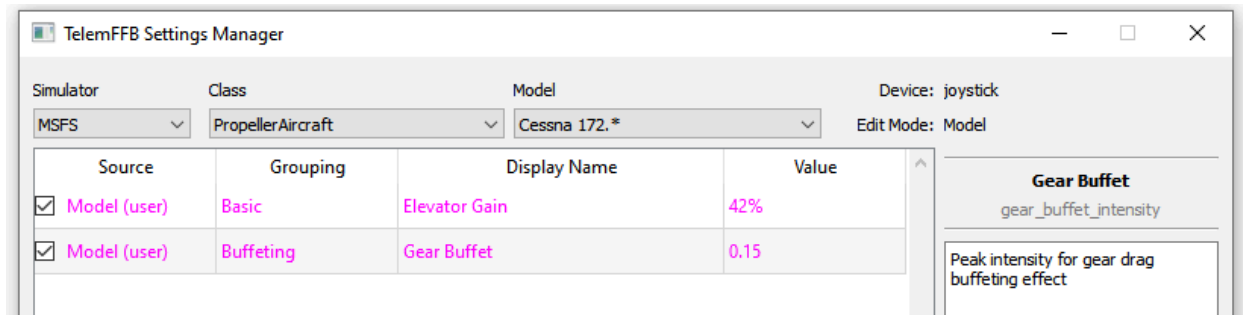 TelemFFB Settings Manager
Simulator Class Model Device: joystick
MSFS PropellerAircraft Cessna 172.* Edit Mode: Model
Source Grouping Display Name Value
Gear Buffet
Model (user) Basic Elevator Gain 42%
gear_buffet_intensity
Model (user) Buffeting Gear Buffet 0.15
Peak intensity for gear drag
buffeting effect